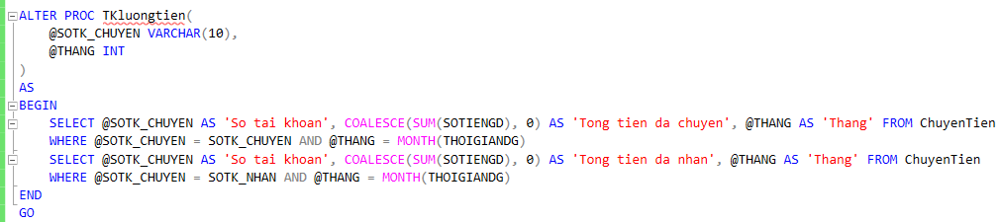 ALTER PROC TKluongtien(
    @SOTK_CHUYEN VARCHAR(10),
    @THANG INT
)
AS
BEGIN
    SELECT @SOTK_CHUYEN AS 'So tai khoan', COALESCE(SUM(SOTIENGD), 0) AS 'Tong tien da chuyen', @THANG AS 'Thang' FROM ChuyenTien
    WHERE @SOTK_CHUYEN = SOTK_CHUYEN AND @THANG = MONTH(THOIGIANDG)
    SELECT @SOTK_CHUYEN AS 'So tai khoan', COALESCE(SUM(SOTIENGD), 0) AS 'Tong tien da nhan', @THANG AS 'Thang' FROM ChuyenTien
    WHERE @SOTK_CHUYEN = SOTK_NHAN AND @THANG = MONTH(THOIGIANDG)
END
GO